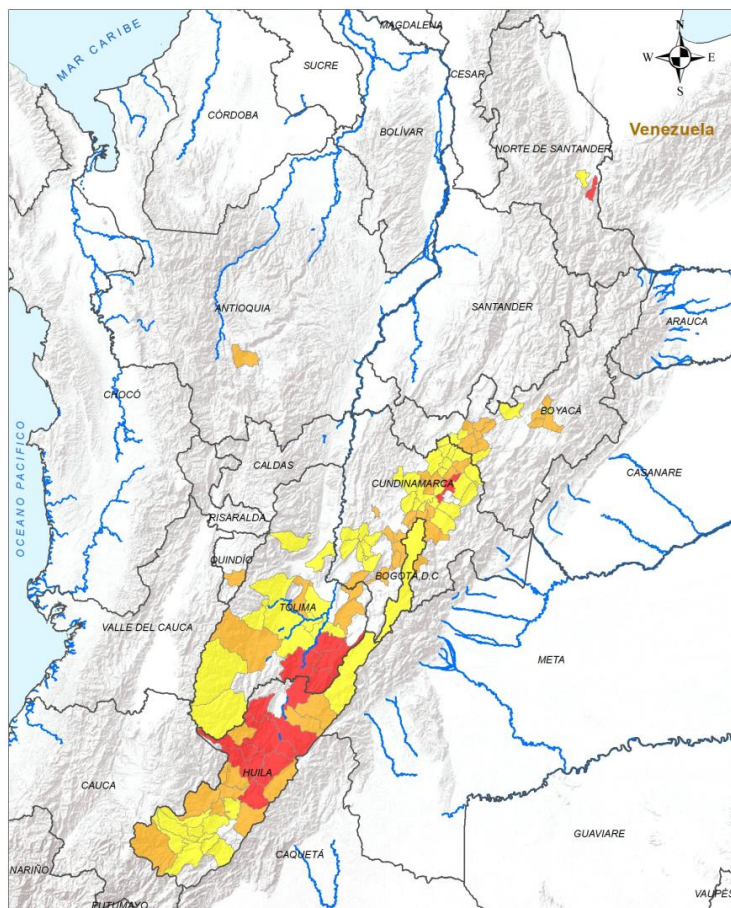 MAGDALENA
N
MAR CARIBE
SUCRE
CESAR
W
E
S
CÓRDOBA
BOLÍVAR
Venezuela
NORTE DE SANTANDER
ANTIOQUIA
SANTANDER
ARAUCA
CHOCÓ
BOYACÁ
OCEANO PACIFICO
CALDAS
CUNDINAMARCA
CASANARE
RISARALDA
QUINDÍO
BOGOTÁ, D.C
TOLIMA
VALLE DEL CAUCA
META
CAUCA
HUILA
GUAVIARE
NARIÑO
CAQUETÁ
PUTUMAYO
VAUPÉS